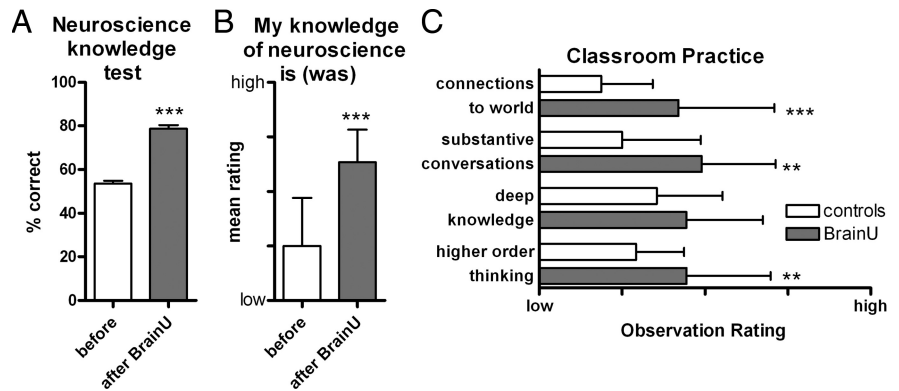 A
Neuroscience
knowledge
test
% correct
100
80
60
40
20
0
***
before
after BrainU
B
My knowledge
of neuroscience
is (was)
mean rating
high
low
***
before
after BrainU
C
Classroom Practice
connections
to world
***
substantive
conversations
**
deep
knowledge
higher order
thinking
**
controls
BrainU
low
high
Observation Rating